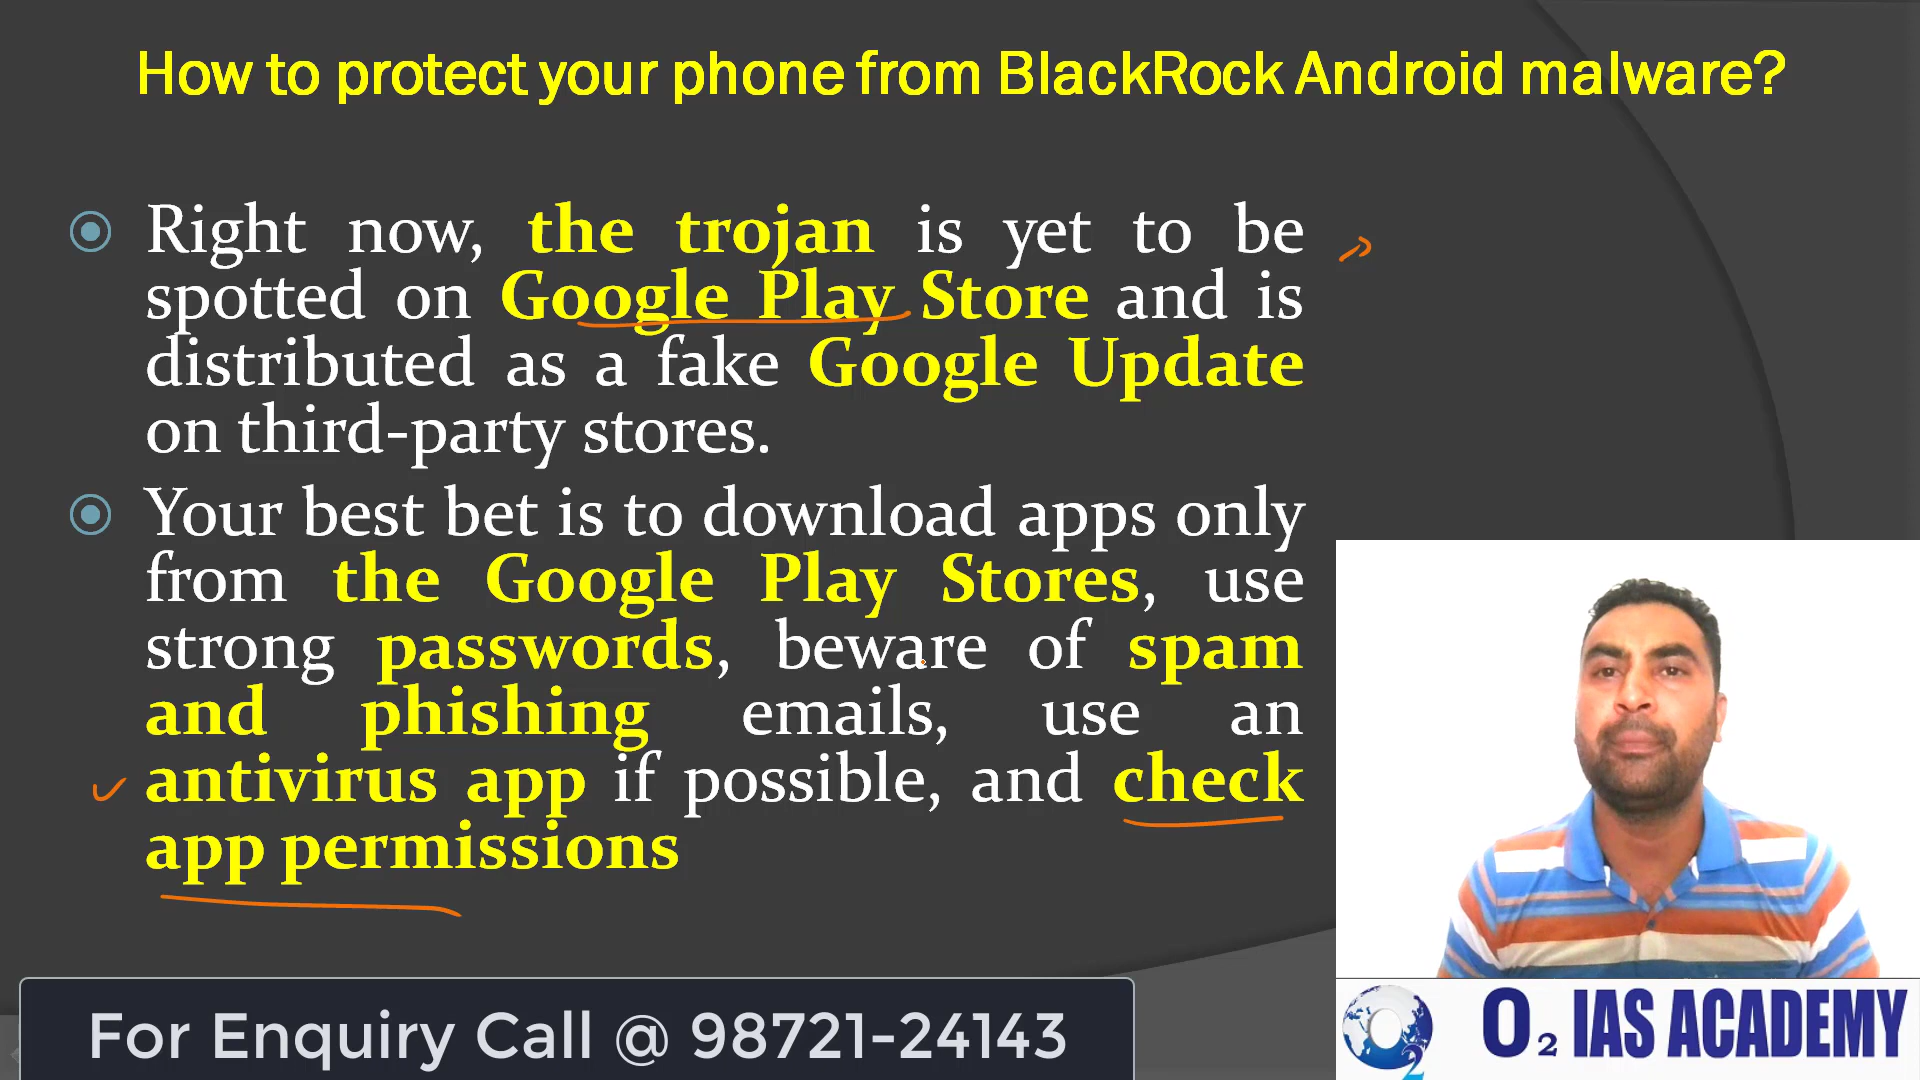 How to protect your phone from BlackRock Android malware?
Right now, the trojan is yet to be
spotted on Google Play Store and is
distributed as a fake Google Update
on third-party stores.
Your best bet is to download apps only
from the Google Play Stores, use
strong passwords, beware of spam
and phishing emails, use an
antivirus app if possible, and check
app permissions
For Enquiry Call @ 98721-24143
O2
O2 IAS ACADEMY